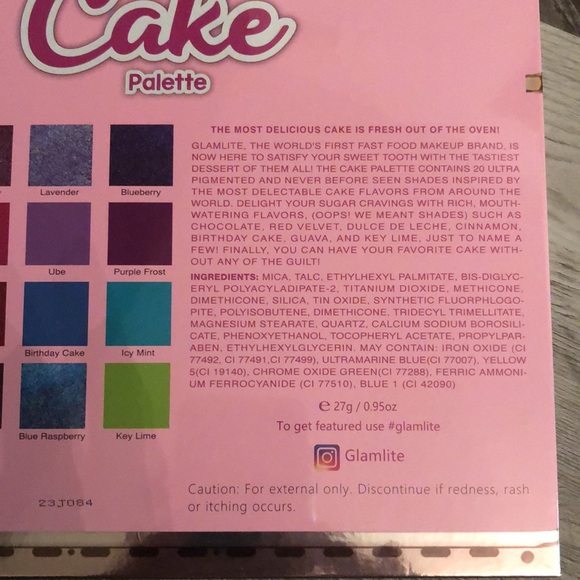 Cake
Palette
THE MOST DELICIOUS CAKE IS FRESH OUT OF THE OVEN!
GLAMLITE, THE WORLD'S FIRST FAST FOOD MAKEUP BRAND, IS
NOW HERE TO SATISFY YOUR SWEET TOOTH WITH THE TASTIEST
DESSERT OF THEM ALL! THE CAKE PALETTE CONTAINS 20 ULTRA
PIGMENTED AND NEVER BEFORE SEEN SHADES INSPIRED BY
THE MOST DELECTABLE CAKE FLAVORS FROM AROUND THE
WORLD. DELIGHT YOUR SUGAR CRAVINGS WITH RICH, MOUTH-
WATERING FLAVORS, (OOPS! WE MEANT SHADES) SUCH AS
CHOCOLATE, RED VELVET, DULCE DE LECHE, CINNAMON,
BIRTHDAY CAKE, GUAVA, AND KEY LIME, JUST TO NAME A
FEW! FINALLY, YOU CAN HAVE YOUR FAVORITE CAKE WITH-
OUT ANY OF THE GUILT!
INGREDIENTS: MICA, TALC, ETHYLHEXYL PALMITATE, BIS-DIGLYC-
ERYL POLYACYLADIPATE-2, TITANIUM DIOXIDE, METHICONE,
DIMETHICONE, SILICA, TIN OXIDE, SYNTHETIC FLUORPHLOGO-
PITE, POLYISOBUTENE, DIMETHICONE, TRIDECYL TRIMELLITATE,
MAGNESIUM STEARATE, QUARTZ, CALCIUM SODIUM BOROSILI-
CATE, PHENOXYETHANOL, TOCOPHERYL ACETATE, PROPYLPAR-
ABEN, ETHYLHEXYLGLYCERIN. MAY CONTAIN: IRON OXIDE (CI
77492, CI 77491,CI 77499), ULTRAMARINE BLUE(CI 77007), YELLOW
5(CI 19140), CHROME OXIDE GREEN(CI 77288), FERRIC AMMONI-
UM FERROCYANIDE (CI 77510), BLUE 1 (CI 42090)
℮ 27g / 0.95oz
To get featured use #glamlite
Glamlite
Caution: For external only. Discontinue if redness, rash
or itching occurs.
Lavender
Blueberry
Ube
Purple Frost
Birthday Cake
Icy Mint
Blue Raspberry
Key Lime
23J084